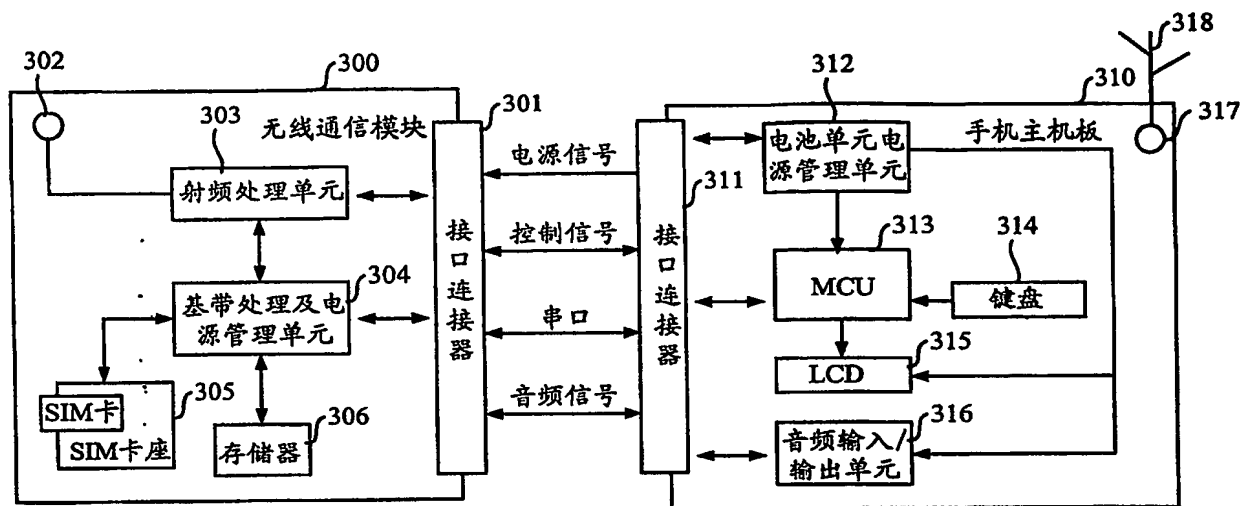 302
300
303
无线通信模块
301
射频处理单元
304
基带处理及电
源管理单元
SIM卡
SIM卡座
305
存储器
306
接口连接器
电源信号
控制信号
串口
音频信号
接口连接器
311
312
310
318
317
手机主机板
电池单元电
源管理单元
313
MCU
314
键盘
315
LCD
316
音频输入/
输出单元